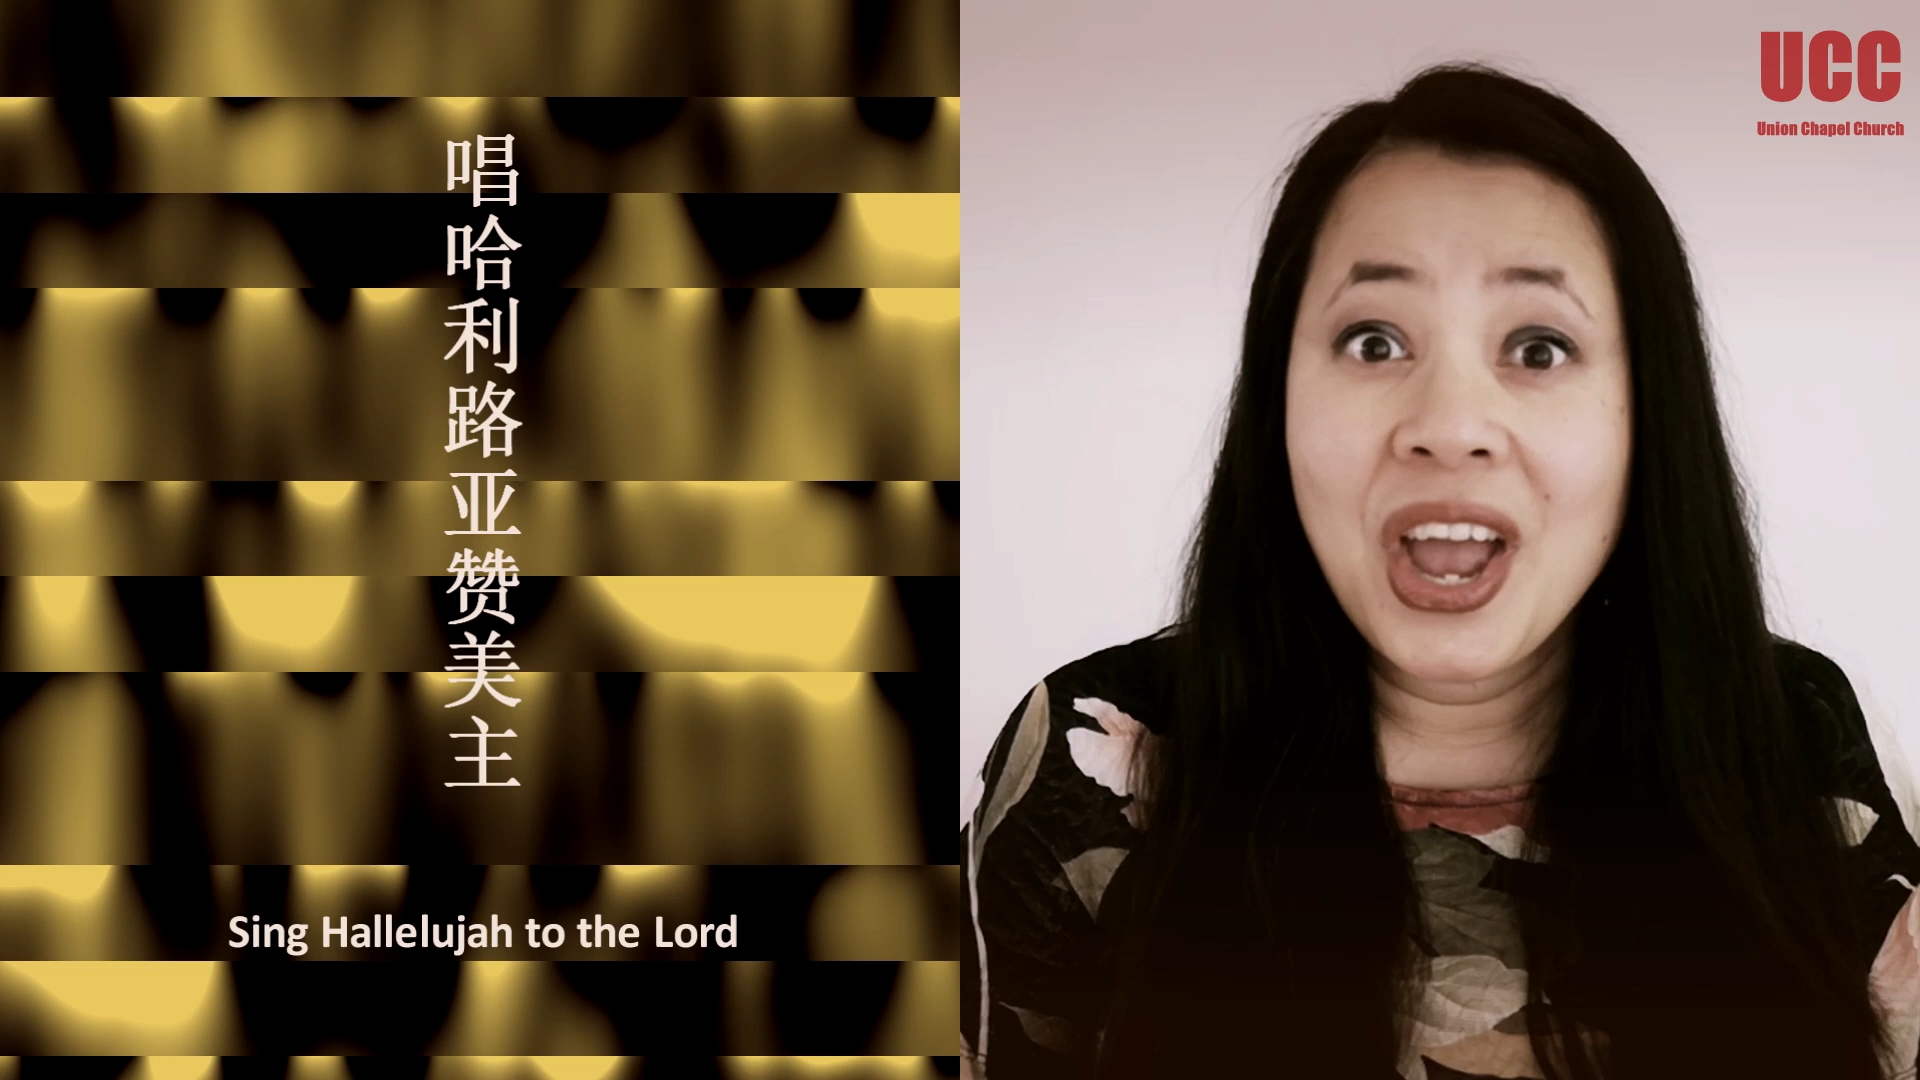 唱哈利路亚赞美主
Sing Hallelujah to the Lord
UCC
Union Chapel Church